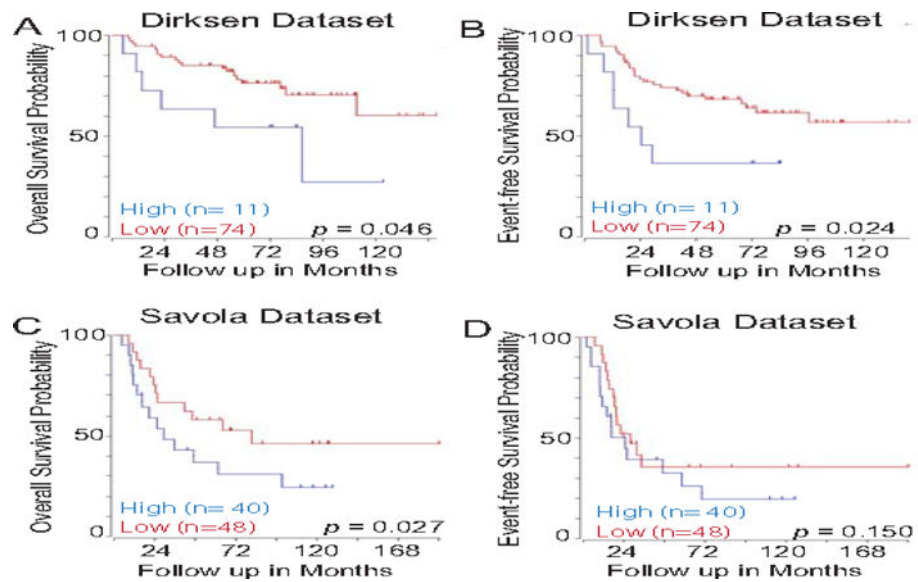 A
Dirksen Dataset
Overall Survival Probability
100
50
0
High (n= 11)
Low (n=74)
p = 0.046
24 48 72 96 120
Follow up in Months
B
Dirksen Dataset
Event-free Survival Probability
100
50
0
High (n= 11)
Low (n=74)
p = 0.024
24 48 72 96 120
Follow up in Months
C
Savola Dataset
Overall Survival Probability
100
50
0
High (n= 40)
Low (n=48)
p = 0.027
24 72 120 168
Follow up in Months
D
Savola Dataset
Event-free Survival Probability
100
50
0
High (n= 40)
Low (n=48)
p = 0.150
24 72 120 168
Follow up in Months